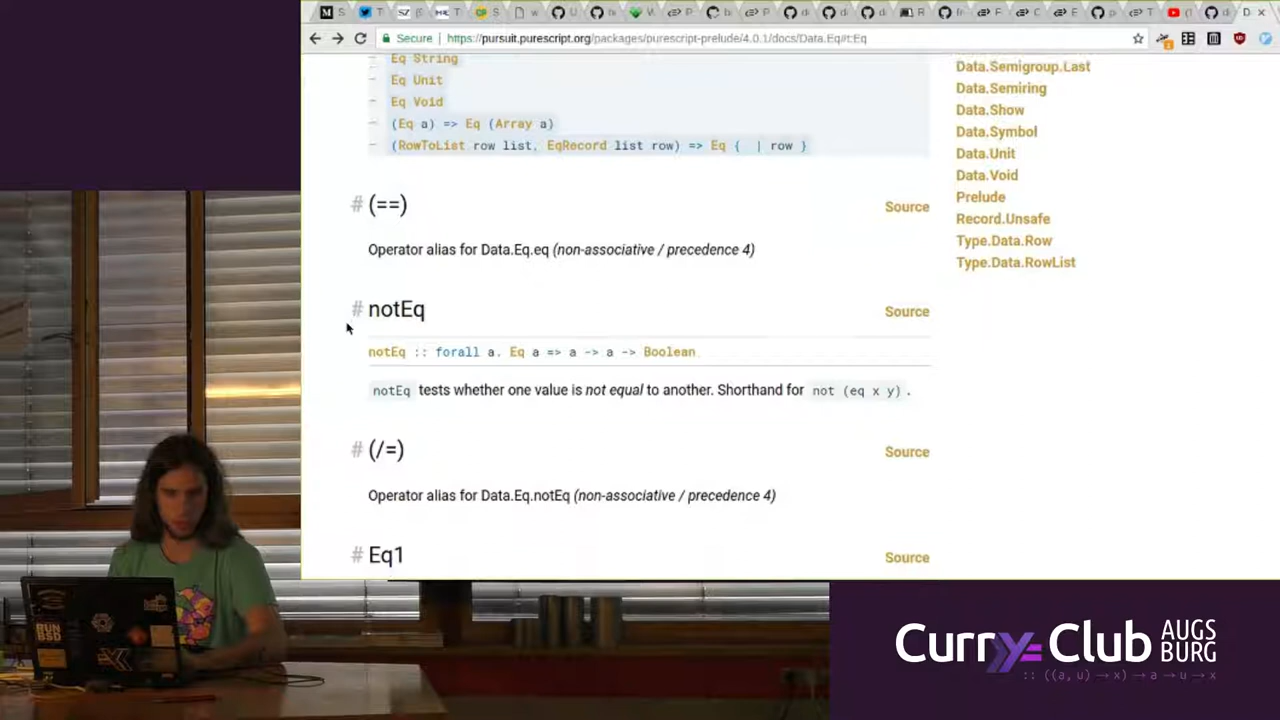 Secure https://pursuit.purescript.org/packages/purescript-prelude/4.0.1/docs/Data.Eq#t:Eq
Eq String
Eq Unit
Eq Void
(Eq a) => Eq (Array a)
(RowToList row list, EqRecord list row) => Eq { | row }
# (==)
Source
Operator alias for Data.Eq.eq (non-associative / precedence 4)
# notEq
Source
notEq :: forall a. Eq a => a -> a -> Boolean
notEq tests whether one value is not equal to another. Shorthand for not (eq x y) .
# (/=)
Source
Operator alias for Data.Eq.notEq (non-associative / precedence 4)
# Eq1
Source
Data.Semigroup.Last
Data.Semiring
Data.Show
Data.Symbol
Data.Unit
Data.Void
Prelude
Record.Unsafe
Type.Data.Row
Type.Data.RowList
RUN
BSD
Curry Club AUGS
BURG
:: ((a, u) → x) → a → u → x